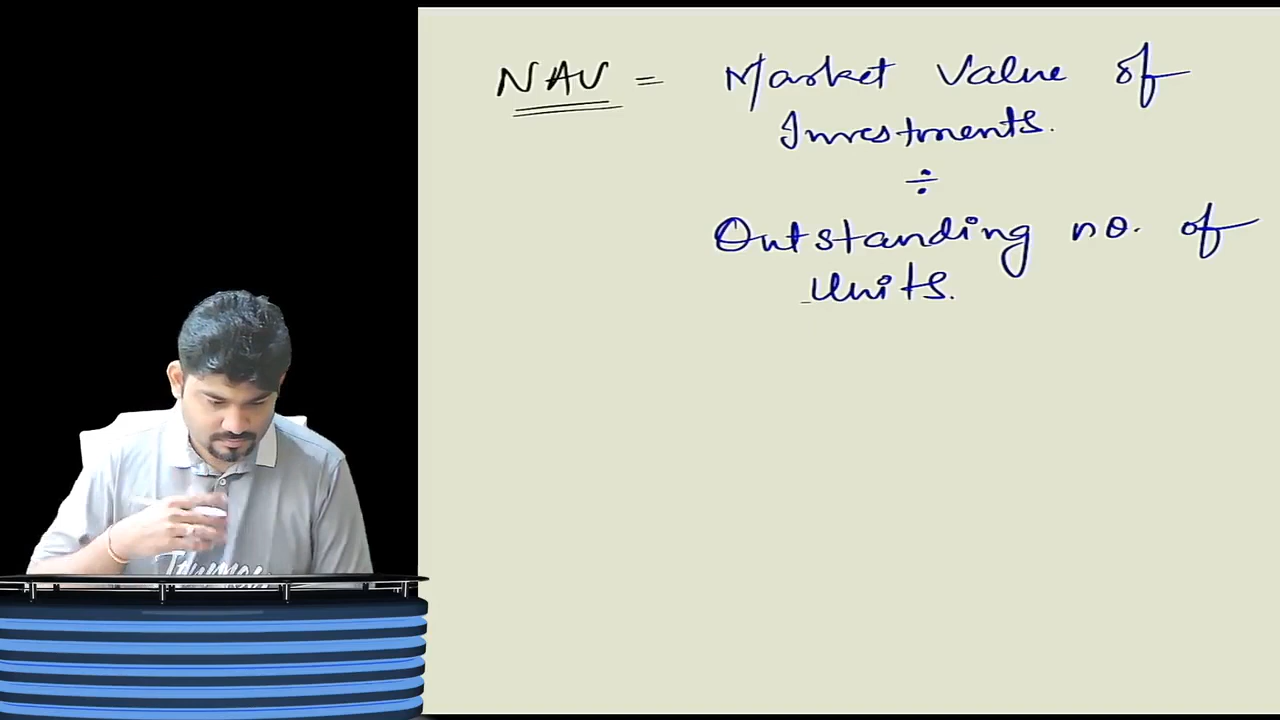 NAV = Market Value of
Investments.
÷
Outstanding no. of
Units.